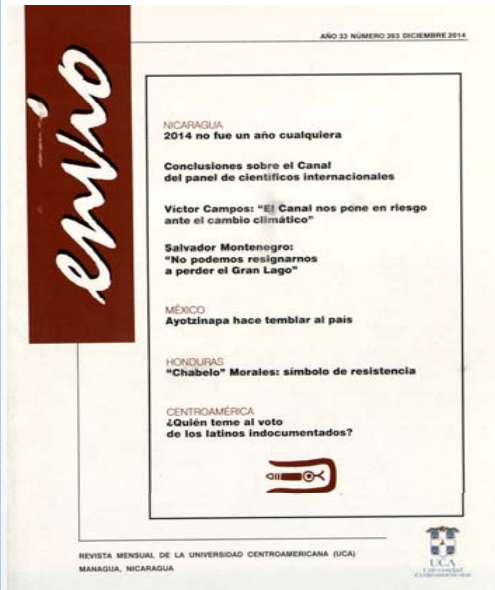 AÑO 33 NÚMERO 393 DICIEMBRE 2014
envío
NICARAGUA
2014 no fue un año cualquiera
Conclusiones sobre el Canal
del panel de científicos internacionales
Víctor Campos: “El Canal nos pone en riesgo
ante el cambio climático”
Salvador Montenegro:
“No podemos resignarnos
a perder el Gran Lago”
MÉXICO
Ayotzinapa hace temblar al país
HONDURAS
“Chabelo” Morales: símbolo de resistencia
CENTROAMÉRICA
¿Quién teme al voto
de los latinos indocumentados?
REVISTA MENSUAL DE LA UNIVERSIDAD CENTROAMERICANA (UCA)
MANAGUA, NICARAGUA
UCA
Universidad
Centroamericana